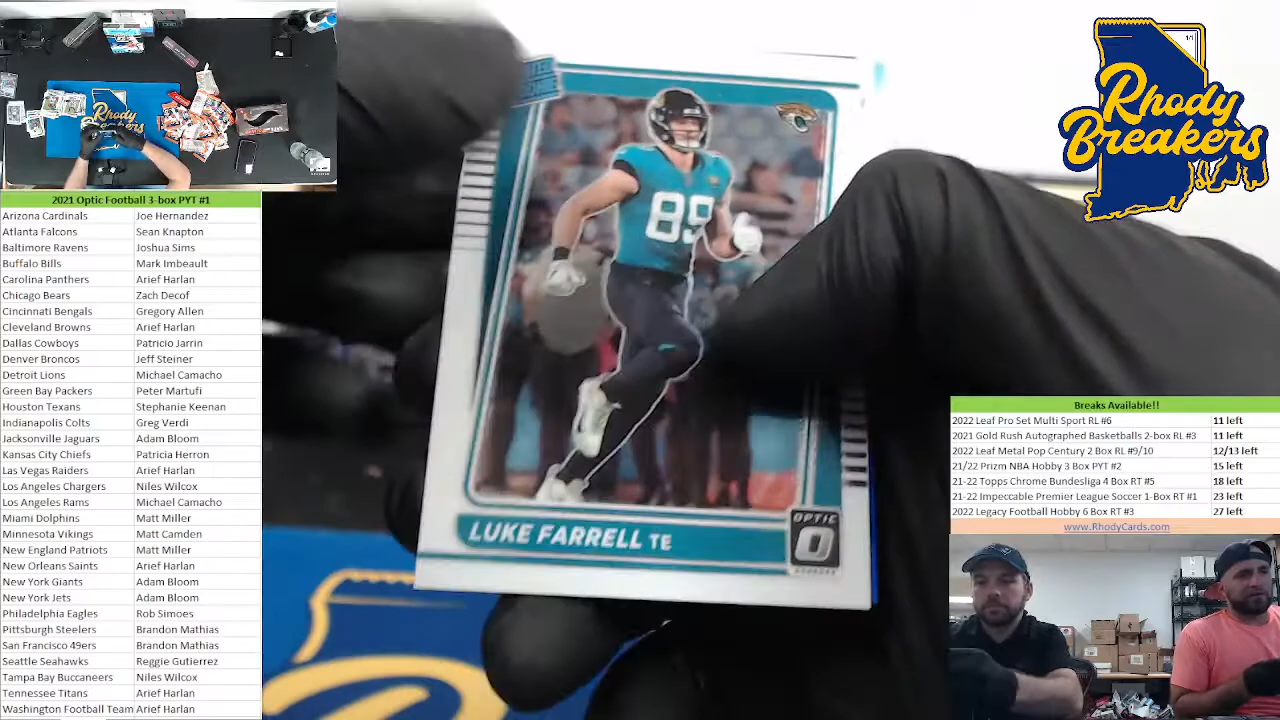 2021 Optic Football 3-box PYT #1
Arizona Cardinals Joe Hernandez
Atlanta Falcons Sean Knapton
Baltimore Ravens Joshua Sims
Buffalo Bills Mark Imbeault
Carolina Panthers Arief Harlan
Chicago Bears Zach Decof
Cincinnati Bengals Gregory Allen
Cleveland Browns Arief Harlan
Dallas Cowboys Patricio Jarrin
Denver Broncos Jeff Steiner
Detroit Lions Michael Camacho
Green Bay Packers Peter Martufi
Houston Texans Stephanie Keenan
Indianapolis Colts Greg Verdi
Jacksonville Jaguars Adam Bloom
Kansas City Chiefs Patricia Herron
Las Vegas Raiders Arief Harlan
Los Angeles Chargers Niles Wilcox
Los Angeles Rams Michael Camacho
Miami Dolphins Matt Miller
Minnesota Vikings Matt Camden
New England Patriots Matt Miller
New Orleans Saints Arief Harlan
New York Giants Adam Bloom
New York Jets Adam Bloom
Philadelphia Eagles Rob Simoes
Pittsburgh Steelers Brandon Mathias
San Francisco 49ers Brandon Mathias
Seattle Seahawks Reggie Gutierrez
Tampa Bay Buccaneers Niles Wilcox
Tennessee Titans Arief Harlan
Washington Football Team Arief Harlan
89
LUKE FARRELL TE
OPTIC
Rhody
Breakers
1/1
Breaks Available!!
2022 Leaf Pro Set Multi Sport RL #6 11 left
2021 Gold Rush Autographed Basketballs 2-box RL #3 11 left
2022 Leaf Metal Pop Century 2 Box RL #9/10 12/13 left
21/22 Prizm NBA Hobby 3 Box PYT #2 15 left
21-22 Topps Chrome Bundesliga 4 Box RT #5 18 left
21-22 Impeccable Premier League Soccer 1-Box RT #1 23 left
2022 Legacy Football Hobby 6 Box RT #3 27 left
www.RhodyCards.com